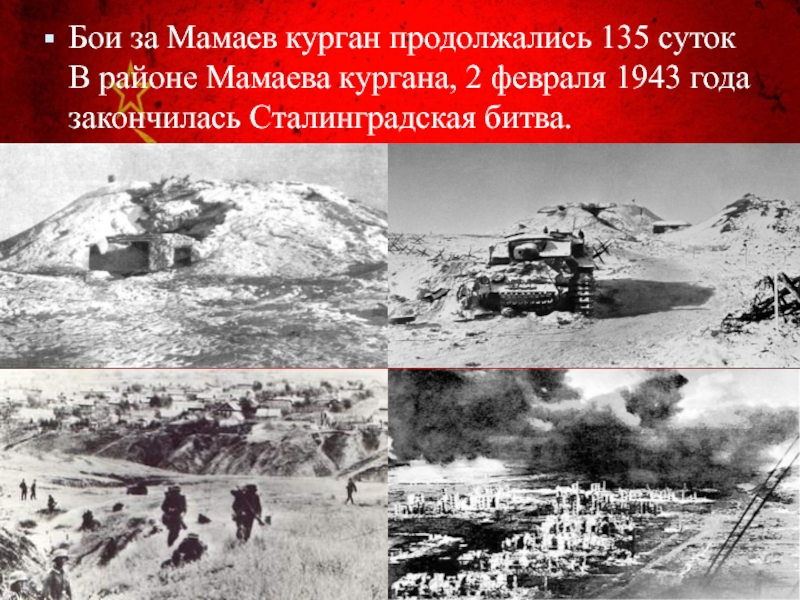 Бои за Мамаев курган продолжались 135 суток
В районе Мамаева кургана, 2 февраля 1943 года
закончилась Сталинградская битва.